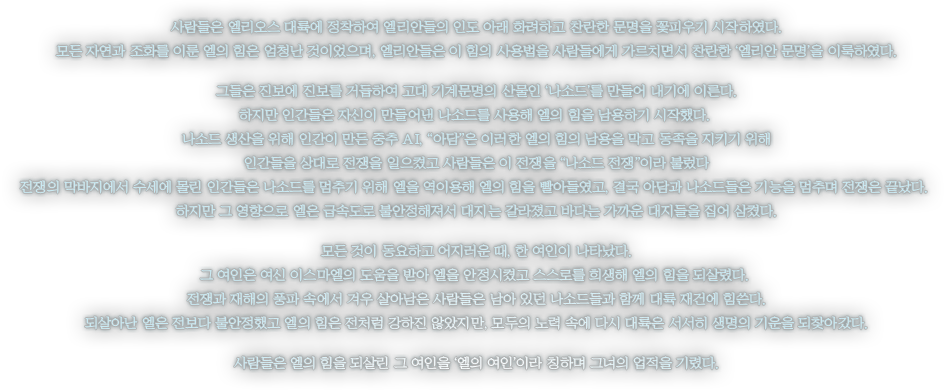 사람들은 엘리오스 대륙에 정착하여 엘리안들의 인도 아래 화려하고 찬란한 문명을 꽃피우기 시작하였다.
모든 자연과 조화를 이룬 엘의 힘은 엄청난 것이었으며, 엘리안들은 이 힘의 사용법을 사람들에게 가르치면서 찬란한 '엘리안 문명'을 이룩하였다.
그들은 진보에 진보를 거듭하여 고대 기계문명의 산물인 '나소드'를 만들어 내기에 이른다.
하지만 인간들은 자신이 만들어낸 나소드를 사용해 엘의 힘을 남용하기 시작했다.
나소드 생산을 위해 인간이 만든 중추 A.I. "아담"은 이러한 엘의 힘의 남용을 막고 동족을 지키기 위해
인간들을 상대로 전쟁을 일으켰고 사람들은 이 전쟁을 "나소드 전쟁"이라 불렀다
전쟁의 막바지에서 수세에 몰린 인간들은 나소드를 멈추기 위해 엘을 역이용해 엘의 힘을 빨아들였고, 결국 아담과 나소드들은 기능을 멈추며 전쟁은 끝났다.
하지만 그 영향으로 엘은 급속도로 불안정해져서 대지는 갈라졌고 바다는 가까운 대지들을 집어 삼켰다.
모든 것이 동요하고 어지러운 때, 한 여인이 나타났다.
그 여인은 여신 이스마엘의 도움을 받아 엘을 안정시켰고 스스로를 희생해 엘의 힘을 되살렸다.
전쟁과 재해의 풍파 속에서 겨우 살아남은 사람들은 남아 있던 나소드들과 함께 대륙 재건에 힘쓴다.
되살아난 엘은 전보다 불안정했고 엘의 힘은 전처럼 강하진 않았지만, 모두의 노력 속에 다시 대륙은 서서히 생명의 기운을 되찾아갔다.
사람들은 엘의 힘을 되살린 그 여인을 '엘의 여인'이라 칭하며 그녀의 업적을 기렸다.